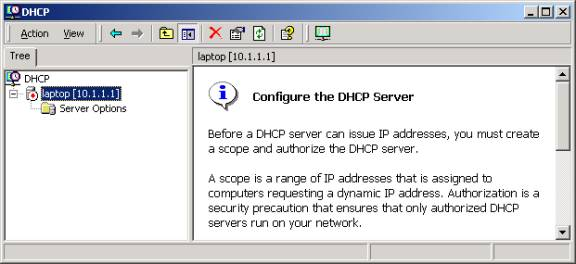 DHCP
Action View
Tree
laptop [10.1.1.1]
DHCP
laptop [10.1.1.1]
Server Options
Configure the DHCP Server
Before a DHCP server can issue IP addresses, you must create
a scope and authorize the DHCP server.
A scope is a range of IP addresses that is assigned to
computers requesting a dynamic IP address. Authorization is a
security precaution that ensures that only authorized DHCP
servers run on your network.